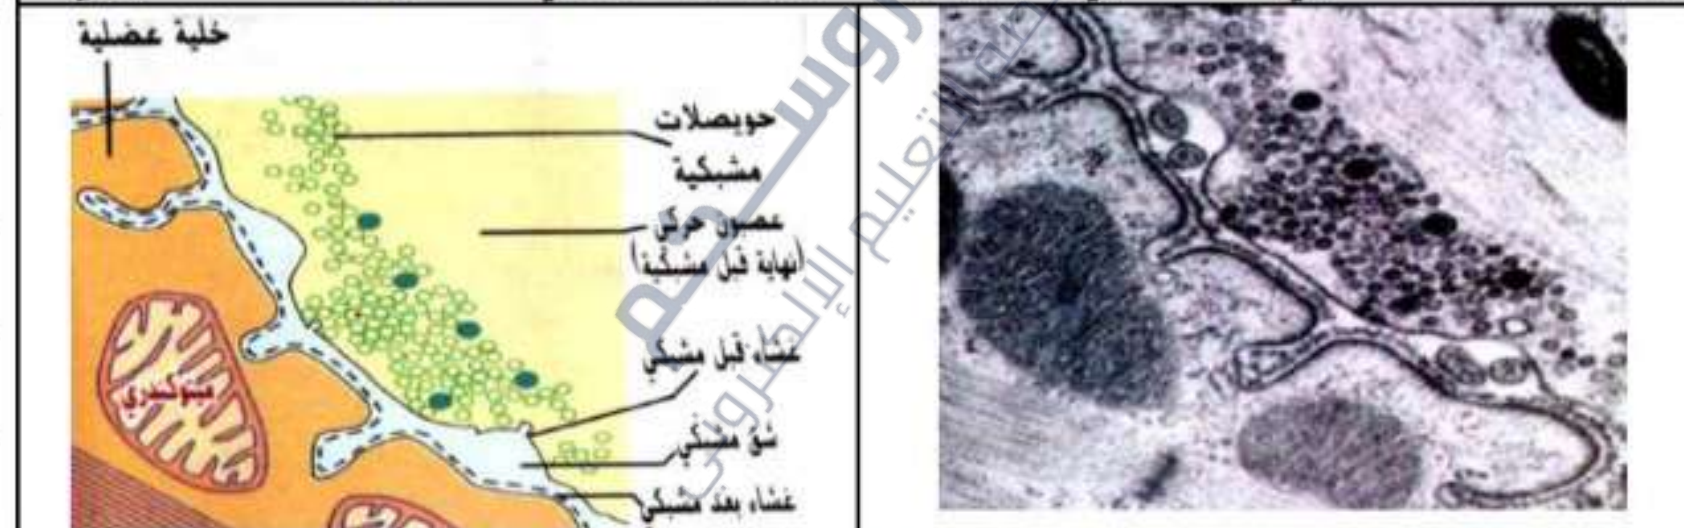 خلية عضلية
حويصلات
مشبكية
عصبون حركي
(نهاية قبل مشبكية)
غشاء قبل مشبكي
شق مشبكي
غشاء بعد مشبكي
ميتوكندري